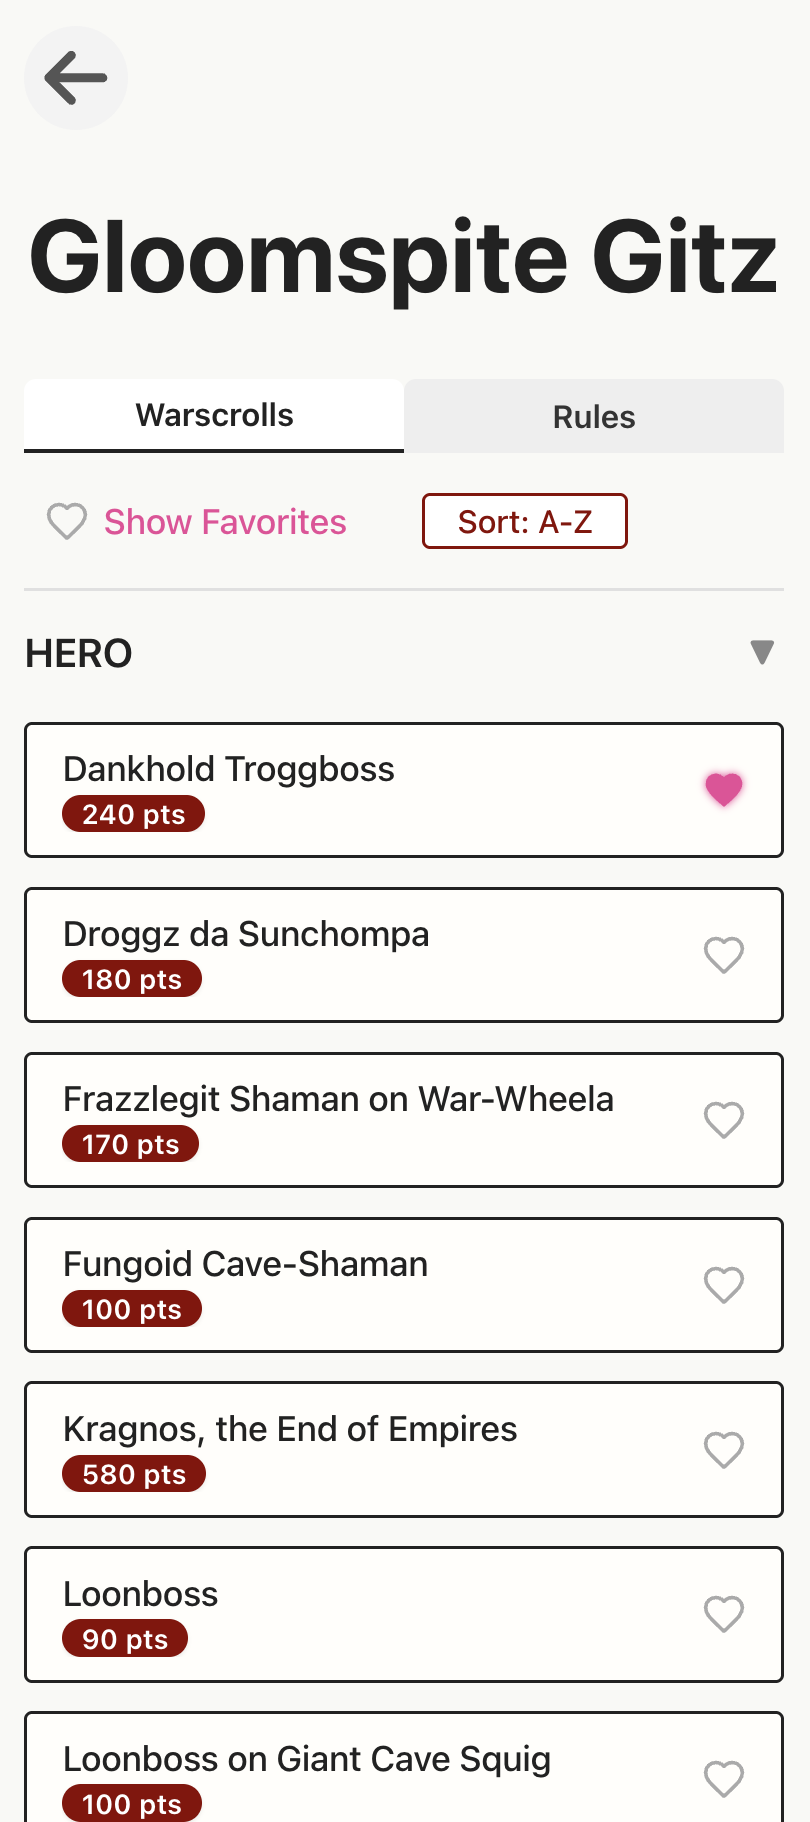 Gloomspite Gitz
Warscrolls
Rules
Show Favorites
Sort: A-Z
HERO
Dankhold Troggboss
240 pts
Droggz da Sunchompa
180 pts
Frazzlegit Shaman on War-Wheela
170 pts
Fungoid Cave-Shaman
100 pts
Kragnos, the End of Empires
580 pts
Loonboss
90 pts
Loonboss on Giant Cave Squig
100 pts